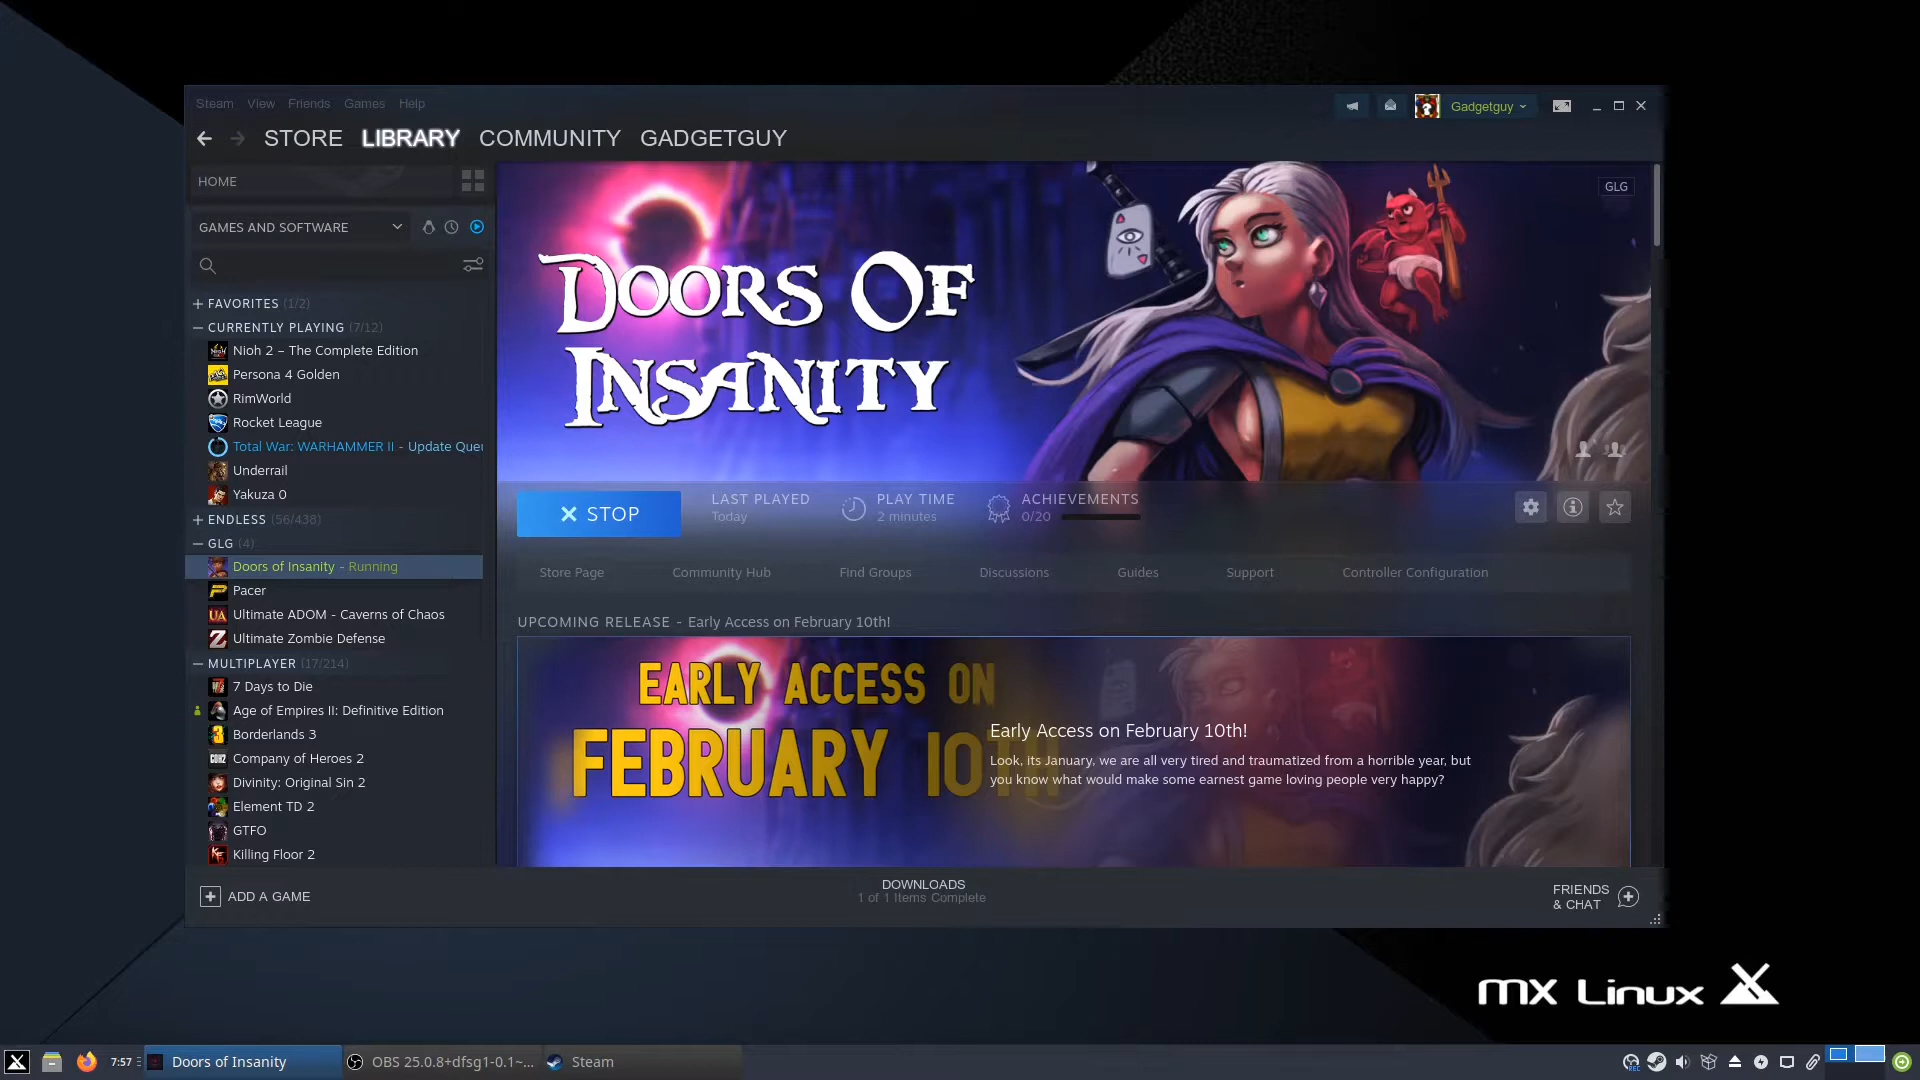 Steam View Friends Games Help
Gadgetguy
STORE LIBRARY COMMUNITY GADGETGUY
HOME
GLG
GAMES AND SOFTWARE
DOORS OF
INSANITY
FAVORITES (1/2)
CURRENTLY PLAYING (7/12)
Nioh 2 – The Complete Edition
Persona 4 Golden
RimWorld
Rocket League
Total War: WARHAMMER II - Update Que
Underrail
Yakuza 0
ENDLESS (56/438)
GLG (4)
Doors of Insanity - Running
Pacer
Ultimate ADOM - Caverns of Chaos
Ultimate Zombie Defense
MULTIPLAYER (17/214)
7 Days to Die
Age of Empires II: Definitive Edition
Borderlands 3
Company of Heroes 2
Divinity: Original Sin 2
Element TD 2
GTFO
Killing Floor 2
STOP
LAST PLAYED
Today
PLAY TIME
2 minutes
ACHIEVEMENTS
0/20
Store Page Community Hub Find Groups Discussions Guides Support Controller Configuration
UPCOMING RELEASE - Early Access on February 10th!
EARLY ACCESS ON
FEBRUARY 10TH
Early Access on February 10th!
Look, its January, we are all very tired and traumatized from a horrible year, but
you know what would make some earnest game loving people very happy?
ADD A GAME
DOWNLOADS
1 of 1 Items Complete
FRIENDS
& CHAT
MX Linux
7:57
Doors of Insanity
OBS 25.0.8+dfsg1-0.1~...
Steam